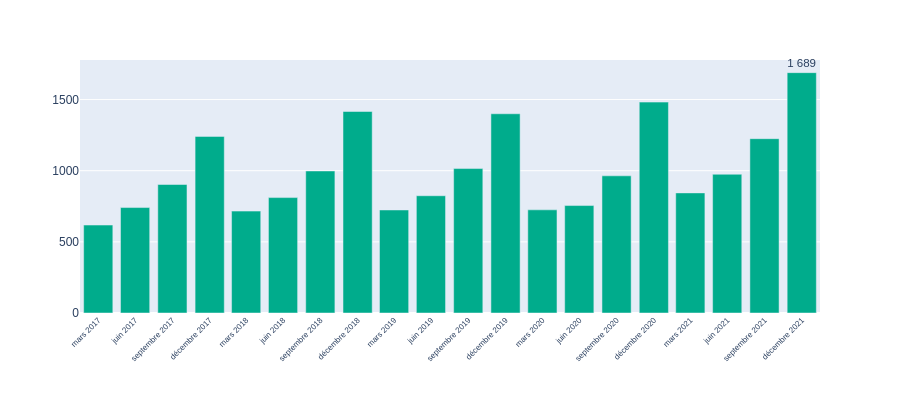 1 689
1500
1000
500
0
mars 2017
juin 2017
septembre 2017
décembre 2017
mars 2018
juin 2018
septembre 2018
décembre 2018
mars 2019
juin 2019
septembre 2019
décembre 2019
mars 2020
juin 2020
septembre 2020
décembre 2020
mars 2021
juin 2021
septembre 2021
décembre 2021